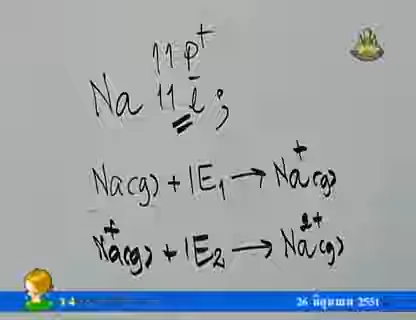 11p⁺
Na 11e⁻;
Na(g) + IE₁ → Na⁺(g)
Na⁺(g) + IE₂ → Na²⁺(g)
26 มิถุนายน 2551